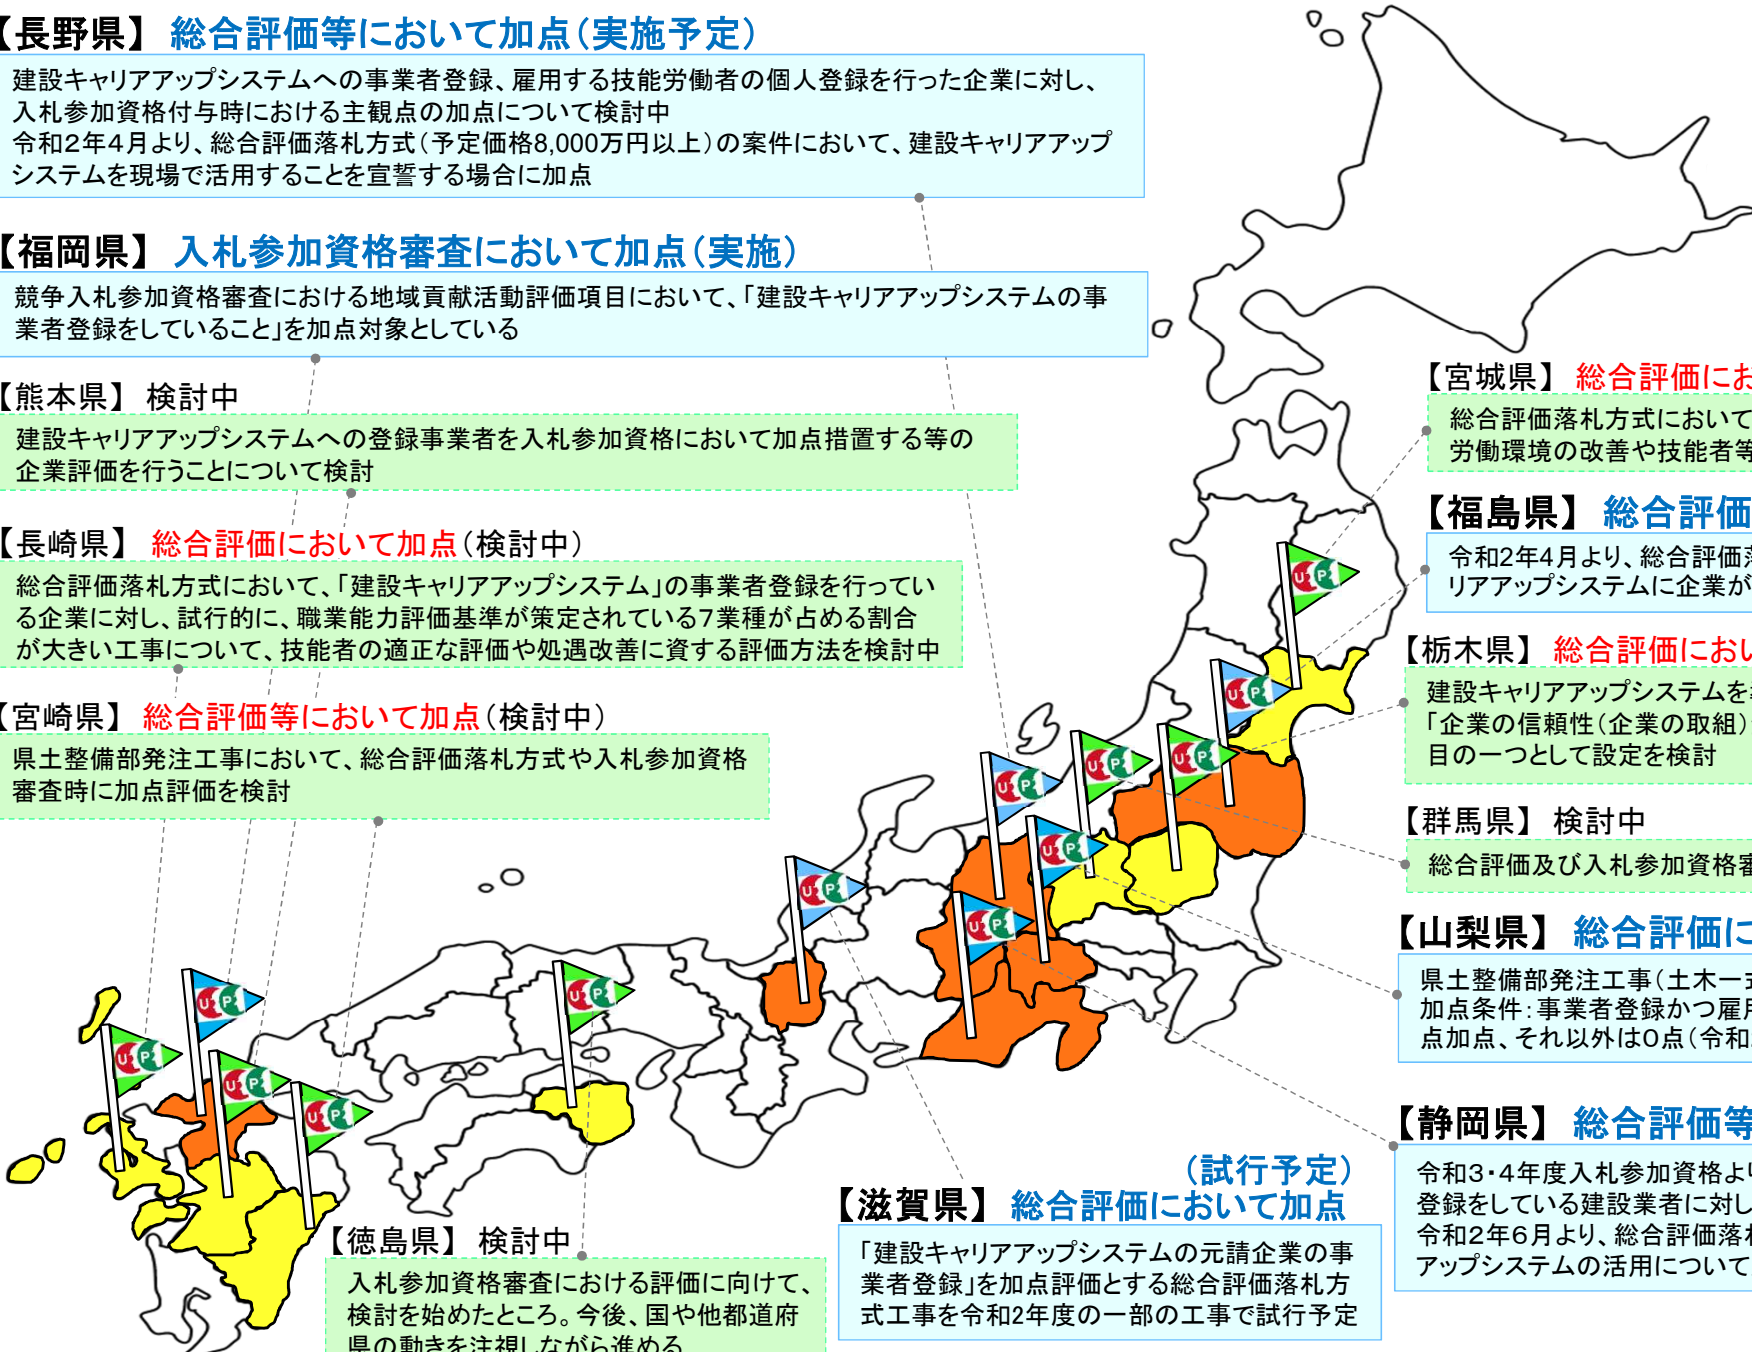 【長野県】 総合評価等において加点（実施予定）
建設キャリアアップシステムへの事業者登録、雇用する技能労働者の個人登録を行った企業に対し、
入札参加資格付与時における主観点の加点について検討中
令和２年４月より、総合評価落札方式（予定価格8,000万円以上）の案件において、建設キャリアアップ
システムを現場で活用することを宣誓する場合に加点
【福岡県】 入札参加資格審査において加点（実施）
競争入札参加資格審査における地域貢献活動評価項目において、「建設キャリアアップシステムの事
業者登録をしていること」を加点対象としている
【熊本県】 検討中
建設キャリアアップシステムへの登録事業者を入札参加資格において加点措置する等の
企業評価を行うことについて検討
【長崎県】 総合評価において加点（検討中）
総合評価落札方式において、「建設キャリアアップシステム」の事業者登録を行ってい
る企業に対し、試行的に、職業能力評価基準が策定されている７業種が占める割合
が大きい工事について、技能者の適正な評価や処遇改善に資する評価方法を検討中
【宮崎県】 総合評価等において加点（検討中）
県土整備部発注工事において、総合評価落札方式や入札参加資格
審査時に加点評価を検討
【徳島県】 検討中
入札参加資格審査における評価に向けて、
検討を始めたところ。今後、国や他都道府
県の動きを注視しながら進める
（試行予定）
【滋賀県】 総合評価において加点
「建設キャリアアップシステムの元請企業の事
業者登録」を加点評価とする総合評価落札方
式工事を令和2年度の一部の工事で試行予定
【宮城県】 総合評価にお
総合評価落札方式において
労働環境の改善や技能者等
【福島県】 総合評価
令和２年４月より、総合評価落
リアアップシステムに企業が
【栃木県】 総合評価におい
建設キャリアアップシステムを
「企業の信頼性（企業の取組）
目の一つとして設定を検討
【群馬県】 検討中
総合評価及び入札参加資格審
【山梨県】 総合評価に
県土整備部発注工事（土木一式
加点条件：事業者登録かつ雇用
点加点、それ以外は０点（令和
【静岡県】 総合評価等
令和３・４年度入札参加資格より
登録をしている建設業者に対し
令和２年６月より、総合評価落札
アップシステムの活用について